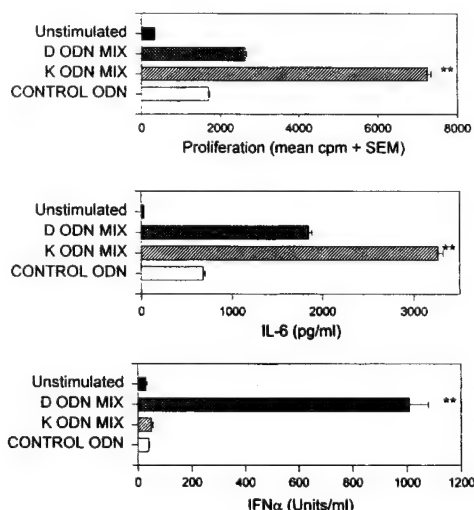 Unstimulated
D ODN MIX
K ODN MIX **
CONTROL ODN
0 2000 4000 6000 8000
Proliferation (mean cpm + SEM)
Unstimulated
D ODN MIX
K ODN MIX **
CONTROL ODN
0 1000 2000 3000
IL-6 (pg/ml)
Unstimulated
D ODN MIX **
K ODN MIX
CONTROL ODN
0 200 400 600 800 1000 1200
IFNα (Units/ml)